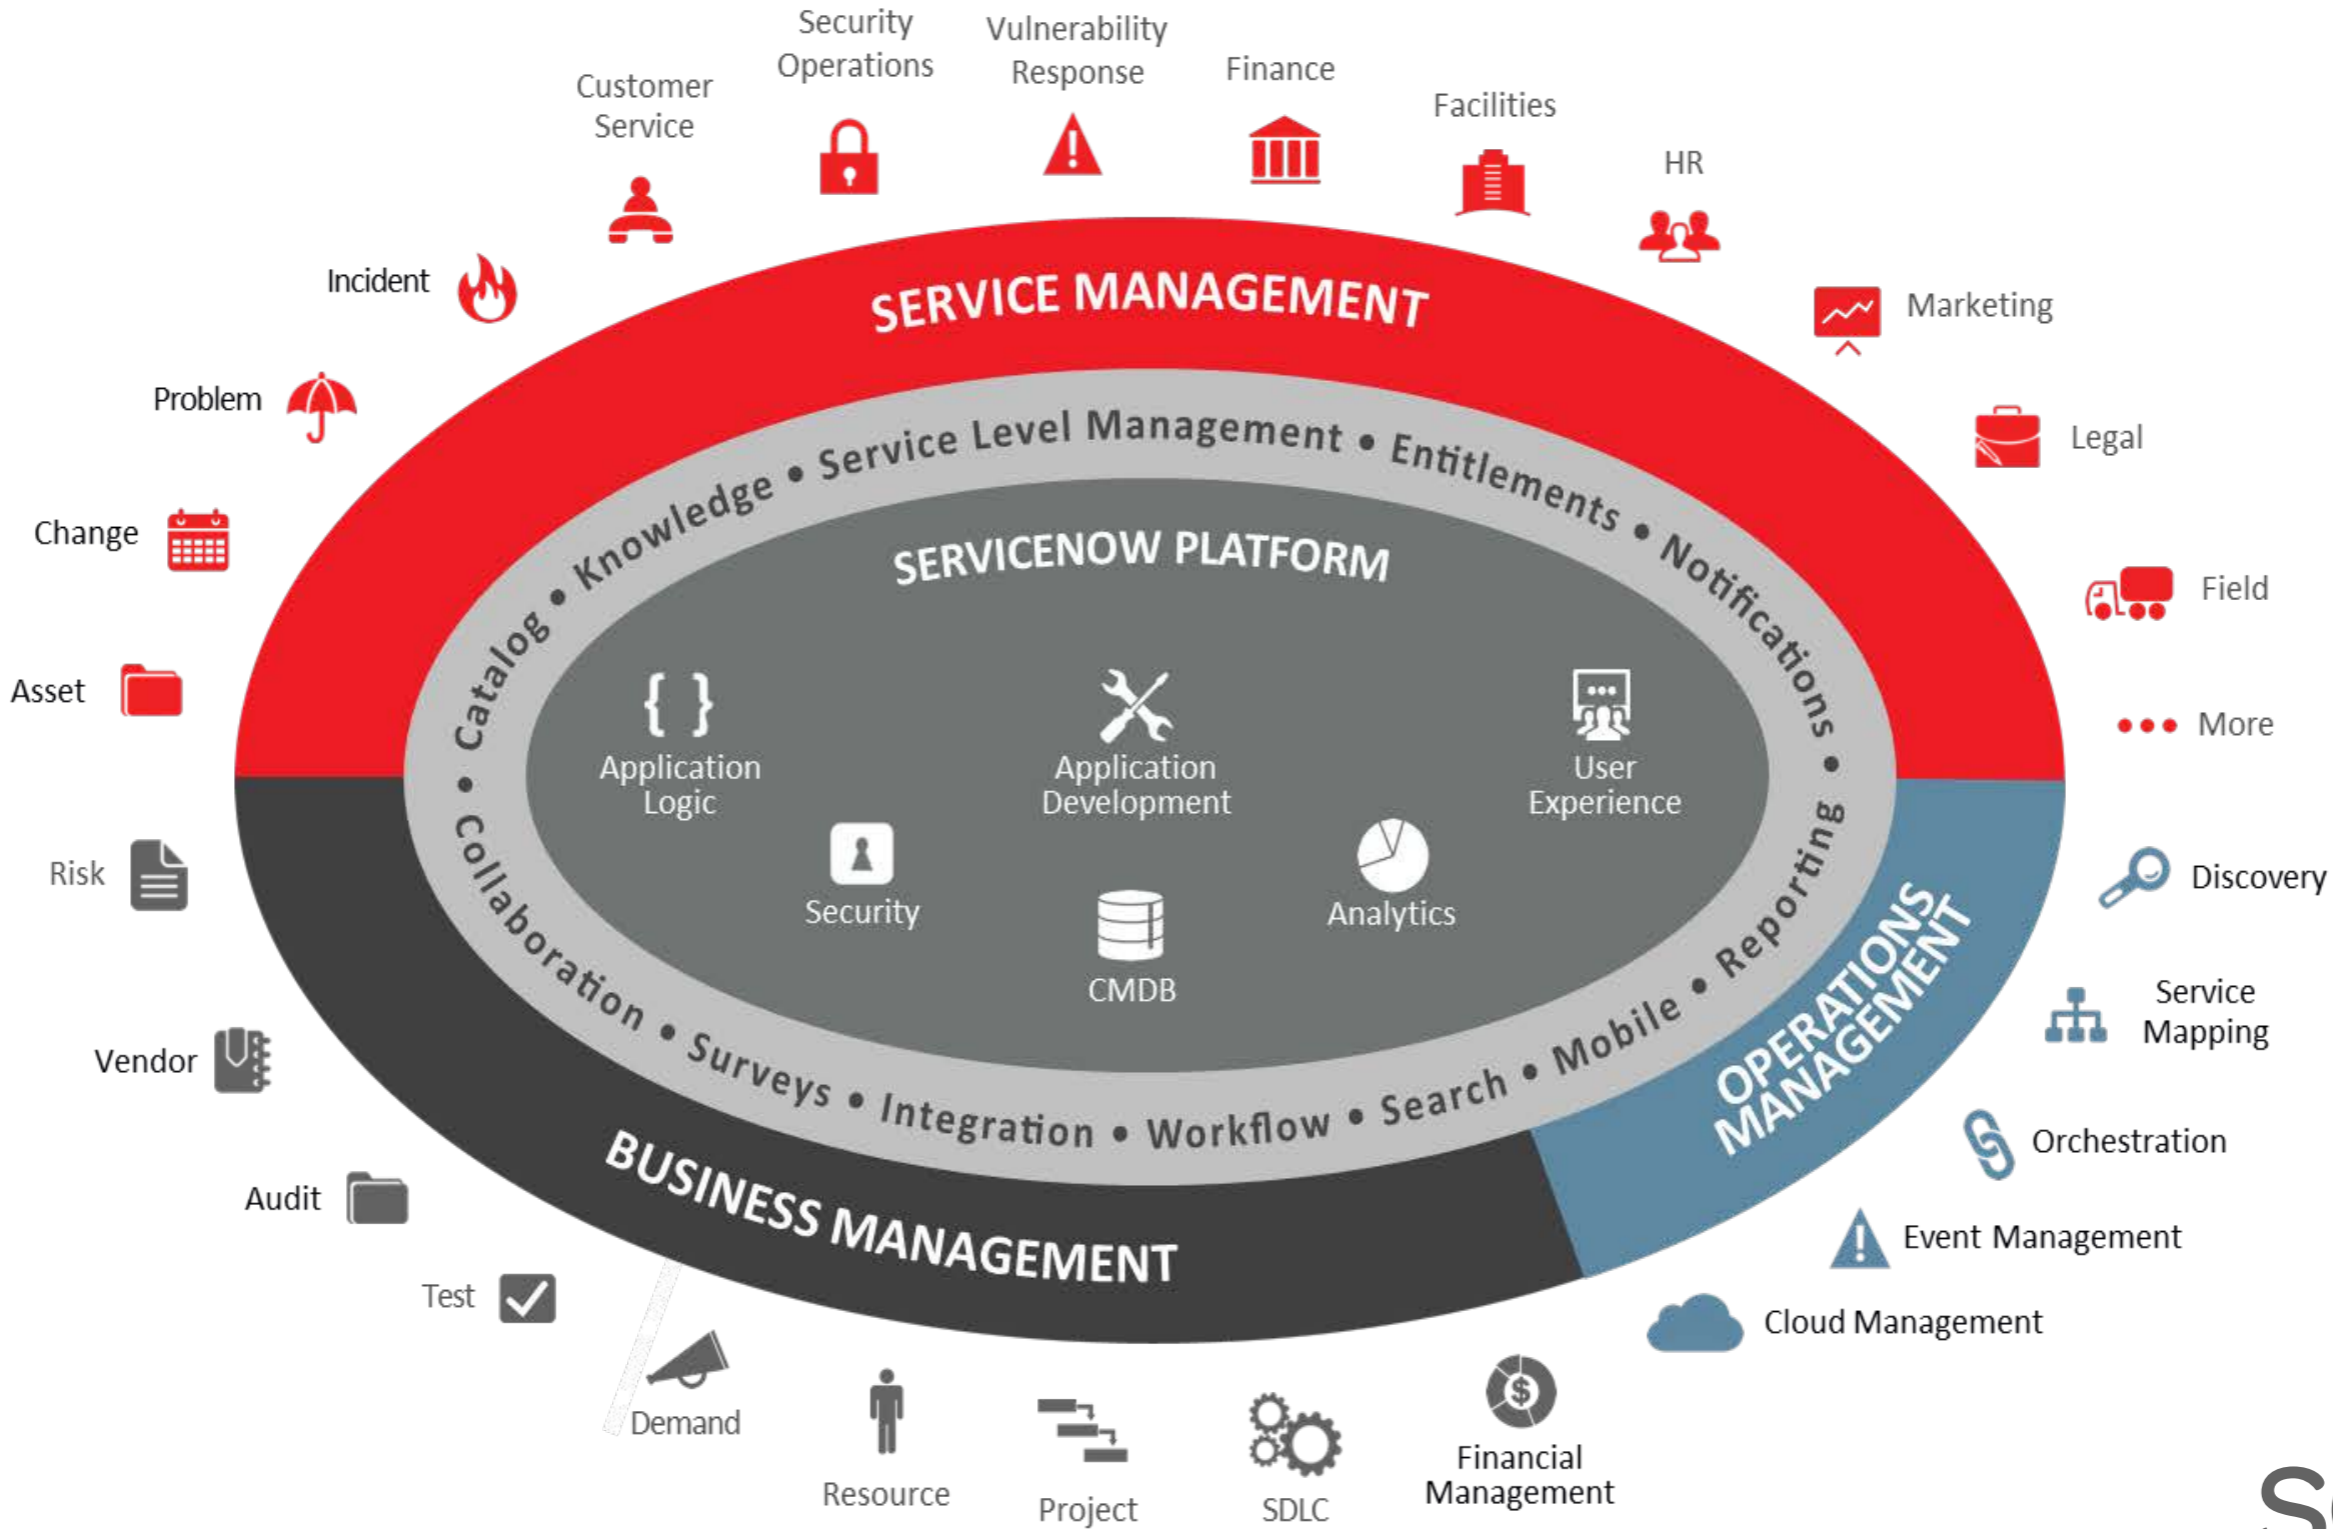 Security
Operations
Vulnerability
Response
Finance
Customer
Service
Facilities
HR
Incident
Marketing
Problem
Legal
Change
Field
Asset
More
SERVICE MANAGEMENT
• Catalog • Knowledge • Service Level Management • Entitlements • Notifications •
SERVICENOW PLATFORM
Application
Logic
Application
Development
User
Experience
Security
Analytics
CMDB
Collaboration • Surveys • Integration • Workflow • Search • Mobile • Reporting
OPERATIONS
MANAGEMENT
BUSINESS MANAGEMENT
Risk
Discovery
Service
Mapping
Vendor
Orchestration
Audit
Event Management
Test
Cloud Management
Demand
Resource
Project
SDLC
Financial
Management